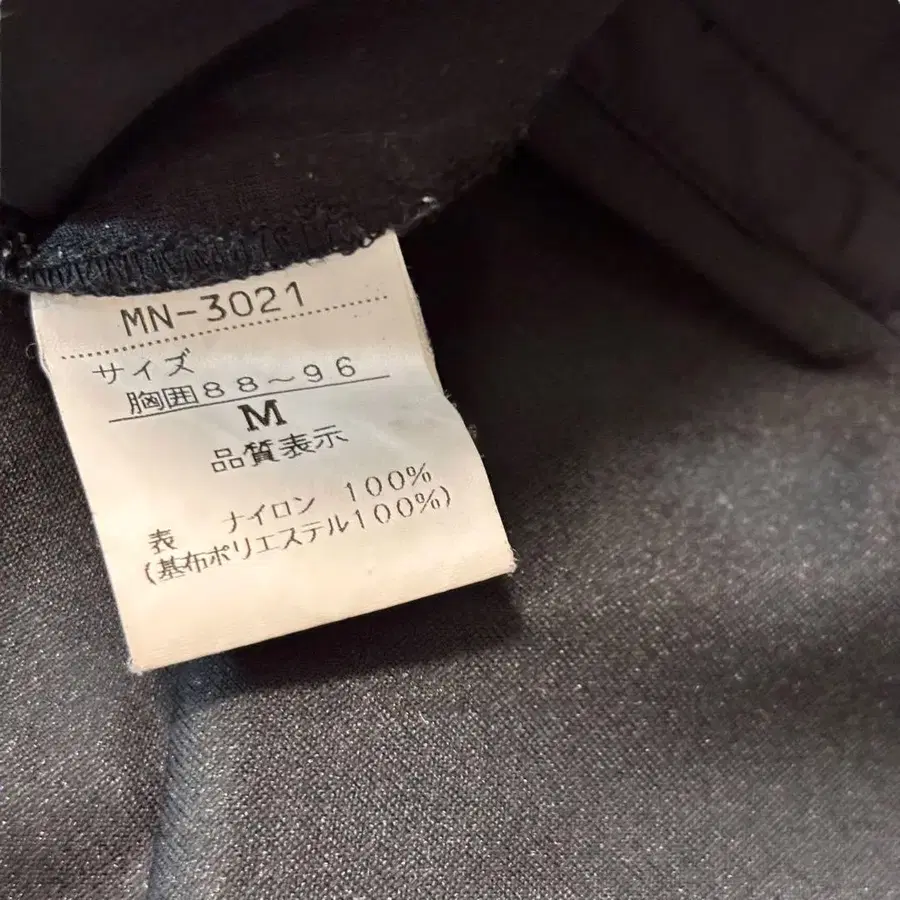 MN-3021
サイズ
胸囲88〜96
M
品質表示
表 ナイロン 100%
(基布ポリエステル100%)